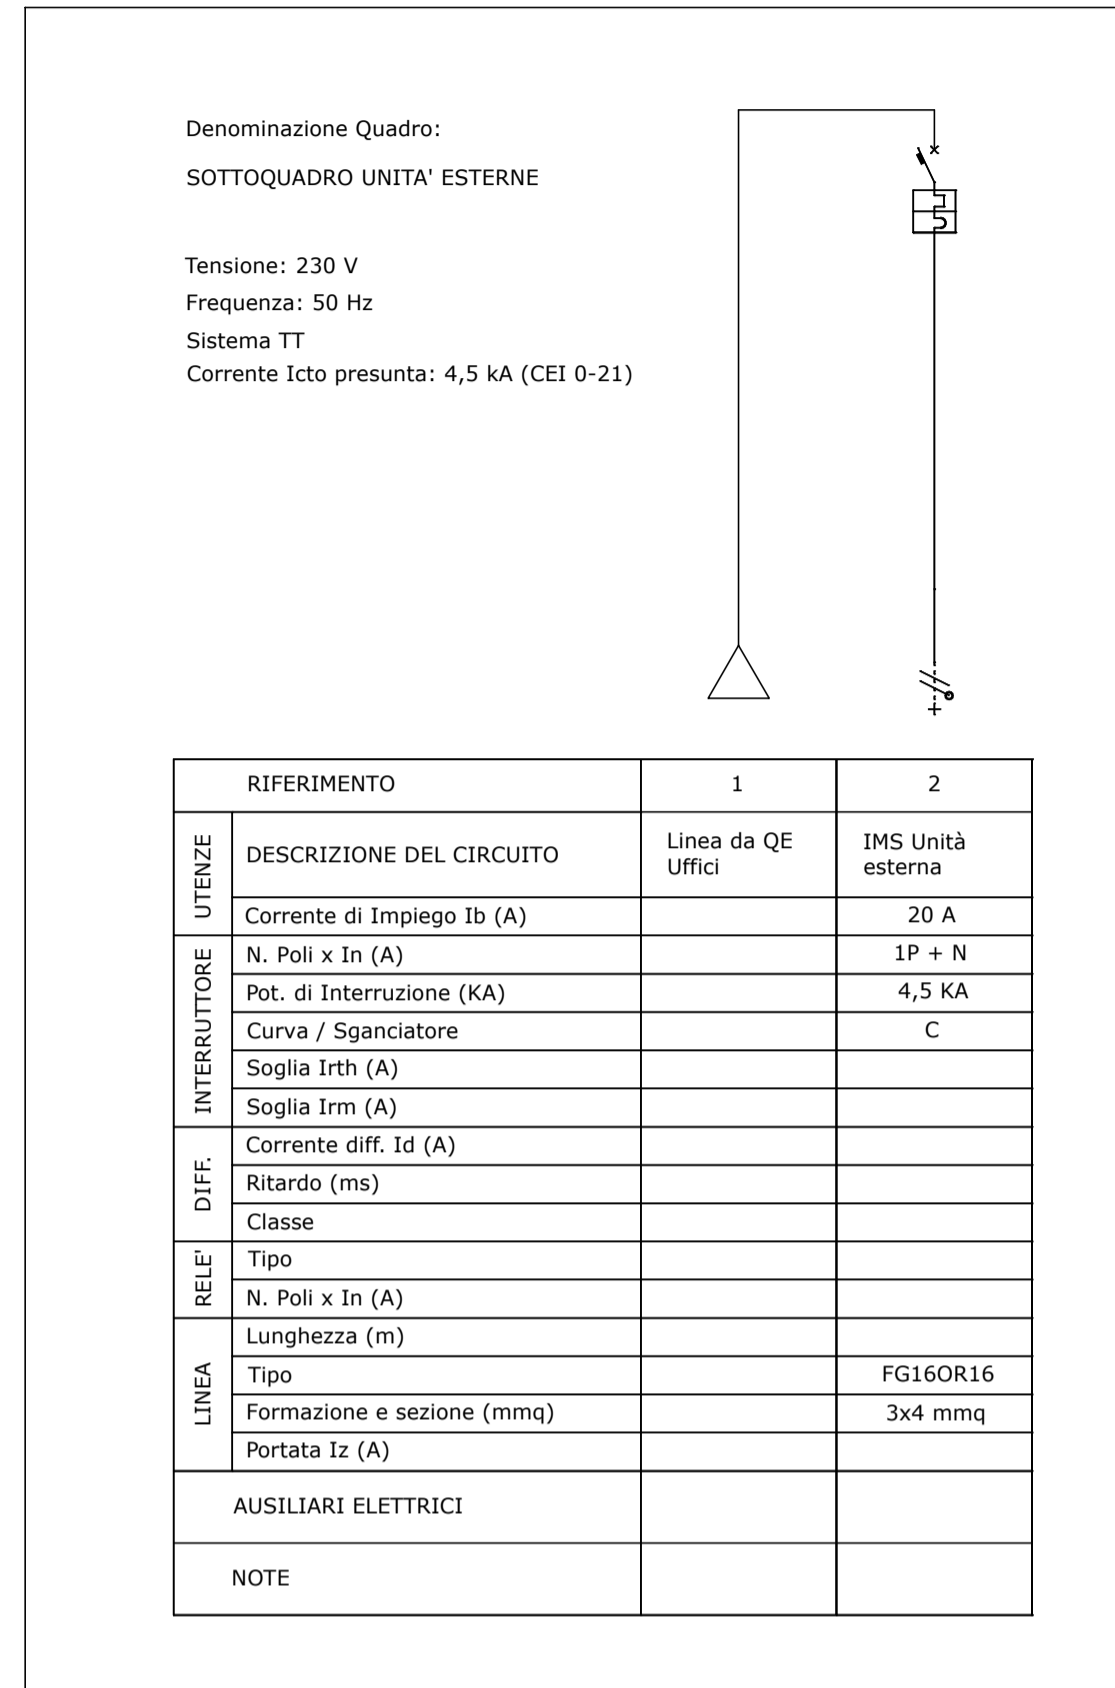 Denominazione Quadro:
SOTTOQUADRO UNITA' ESTERNE
Tensione: 230 V
Frequenza: 50 Hz
Sistema TT
Corrente Icto presunta: 4,5 kA (CEI 0-21)
RIFERIMENTO 1 2
UTENZE
DESCRIZIONE DEL CIRCUITO
Linea da QE
Uffici
IMS Unità
esterna
Corrente di Impiego Ib (A) 20 A
INTERRUTTORE
N. Poli x In (A) 1P + N
Pot. di Interruzione (KA) 4,5 KA
Curva / Sganciatore C
Soglia Irth (A)
Soglia Irm (A)
DIFF.
Corrente diff. Id (A)
Ritardo (ms)
Classe
RELE'
Tipo
N. Poli x In (A)
LINEA
Lunghezza (m)
Tipo FG16OR16
Formazione e sezione (mmq) 3x4 mmq
Portata Iz (A)
AUSILIARI ELETTRICI
NOTE